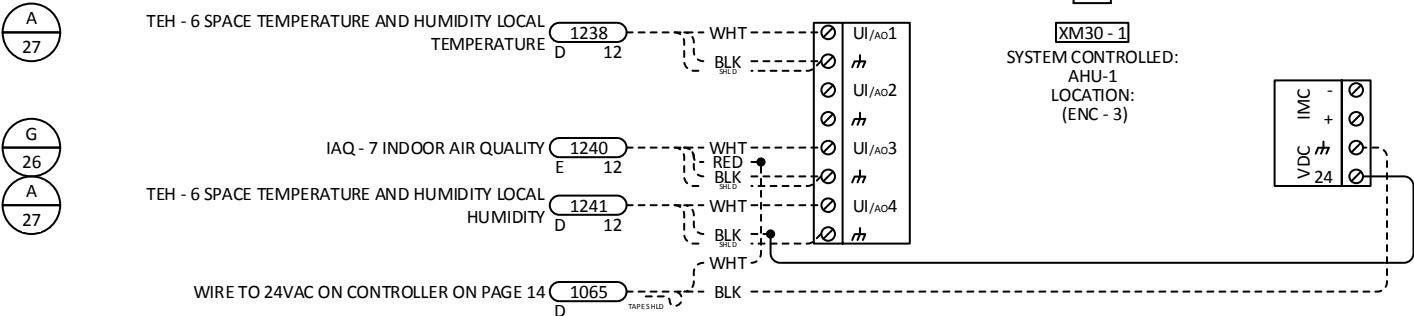 A
27
TEH - 6 SPACE TEMPERATURE AND HUMIDITY LOCAL
TEMPERATURE
1238
D 12
WHT
BLK
SHLD
UI/AO1
UI/AO2
XM30 - 1
SYSTEM CONTROLLED:
AHU-1
LOCATION:
(ENC - 3)
IMC
-
+
VDC
24
G
26
IAQ - 7 INDOOR AIR QUALITY
1240
E 12
WHT
RED
BLK
SHLD
UI/AO3
A
27
TEH - 6 SPACE TEMPERATURE AND HUMIDITY LOCAL
HUMIDITY
1241
D 12
WHT
BLK
SHLD
UI/AO4
WIRE TO 24VAC ON CONTROLLER ON PAGE 14
1065
D
TAPE SHLD
WHT
BLK